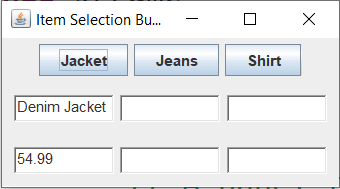 Item Selection Bu...
Jacket Jeans Shirt
Denim Jacket
54.99